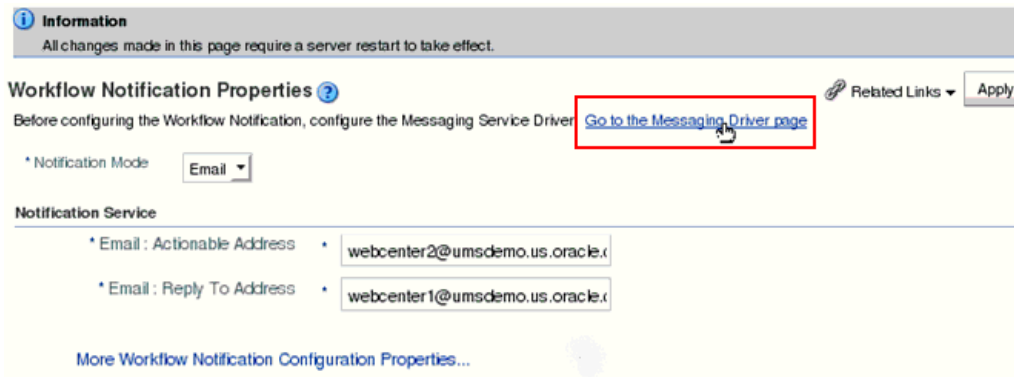 Information
All changes made in this page require a server restart to take effect.
Workflow Notification Properties
Related Links
Apply
Before configuring the Workflow Notification, configure the Messaging Service Driver Go to the Messaging Driver page
* Notification Mode Email
Notification Service
* Email : Actionable Address webcenter2@umsdemo.us.oracle.
* Email : Reply To Address webcenter1@umsdemo.us.oracle.
More Workflow Notification Configuration Properties...